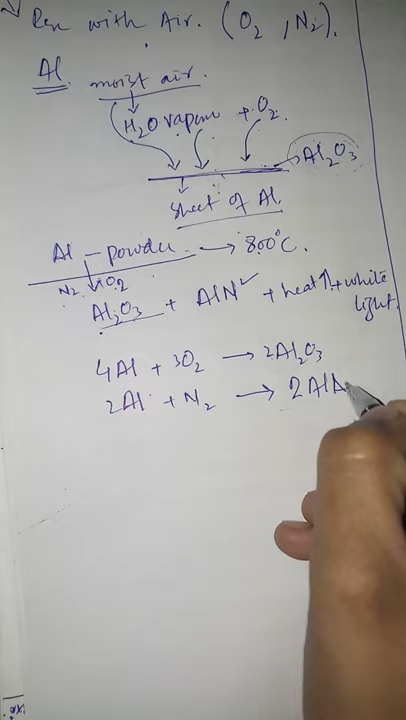 Rxn with Air. (O₂, N₂).
Al moist air.
H₂O vapour + O₂
Al₂O₃
Sheet of Al.
Al - powder → 800°C.
N₂ O₂
Al₂O₃ + AlN ✓ + heat↑ + white
light.
4Al + 3O₂ → 2Al₂O₃
2Al + N₂ → 2Al